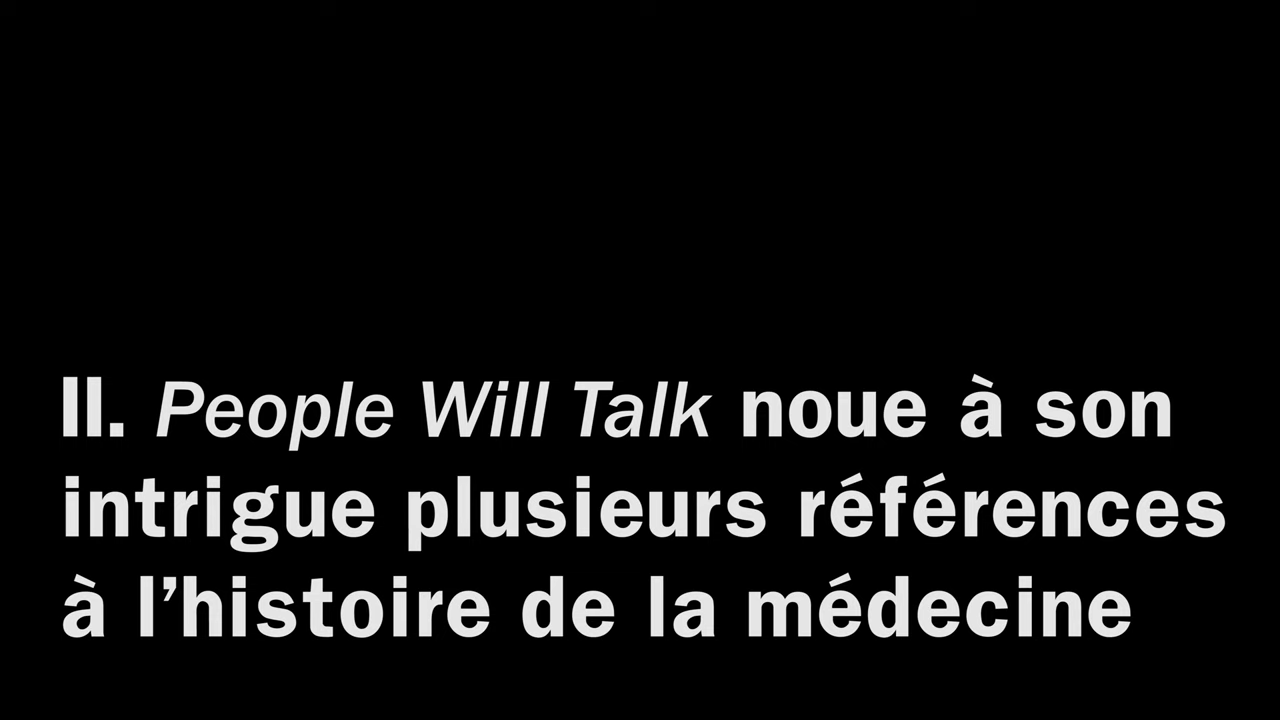 II. People Will Talk noue à son
intrigue plusieurs références
à l’histoire de la médecine